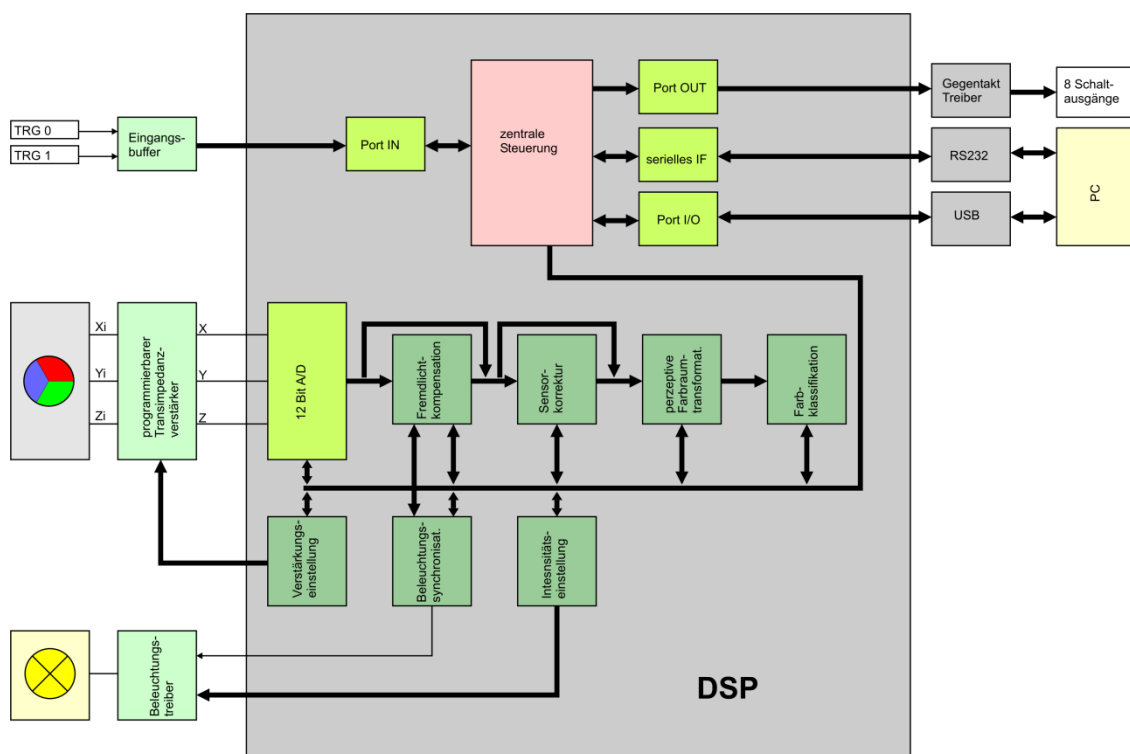 TRG 0
TRG 1
Eingangs-
buffer
Port IN
zentrale
Steuerung
Port OUT
serielles IF
Port I/O
Gegentakt
Treiber
RS232
USB
8 Schalt-
ausgänge
PC
Xi
Yi
Zi
programmierbarer
Transimpedanz-
verstärker
X
Y
Z
12 Bit A/D
Fremdlicht-
kompensation
Sensor-
korrektur
perzeptive
Farbraum-
transformat.
Farb-
klassifikation
Verstärkungs-
einstellung
Beleuchtungs-
synchronisat.
Intesnsitäts-
einstellung
Beleuchtungs-
treiber
DSP